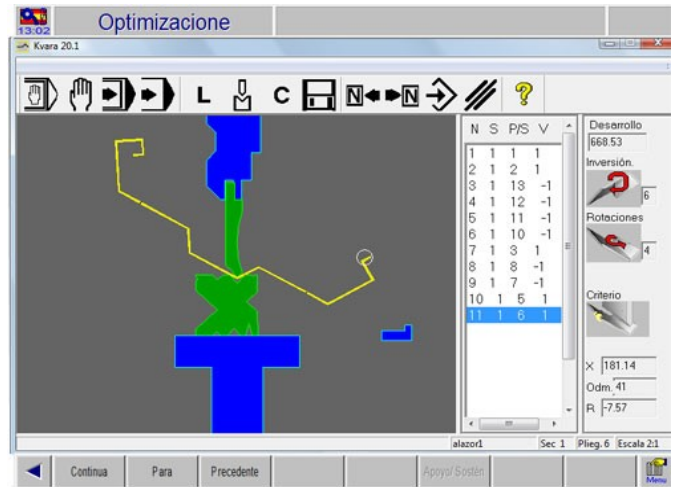 13:02
Optimizacione
Kvara 20.1
L C N N ?
N S P/S V
1 1 1 1
2 1 2 1
3 1 13 -1
4 1 12 -1
5 1 11 -1
6 1 10 -1
7 1 3 1
8 1 8 -1
9 1 7 -1
10 1 5 1
11 1 6 1
Desarrollo
668.53
Inversión.
6
Rotaciones
4
Criterio
X 181.14
Odm. 41
R -7.57
alazor1 Sec 1 Plieg. 6 Escala 2:1
Continua Para Precedente Apoyo/ Sostén Menu